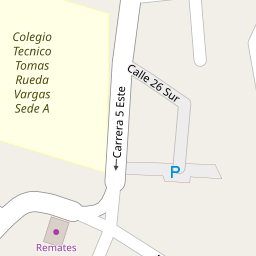 Colegio
Tecnico
Tomas
Rueda
Vargas
Sede A
Calle 26 Sur
Carrera 5 Este
P
Remates